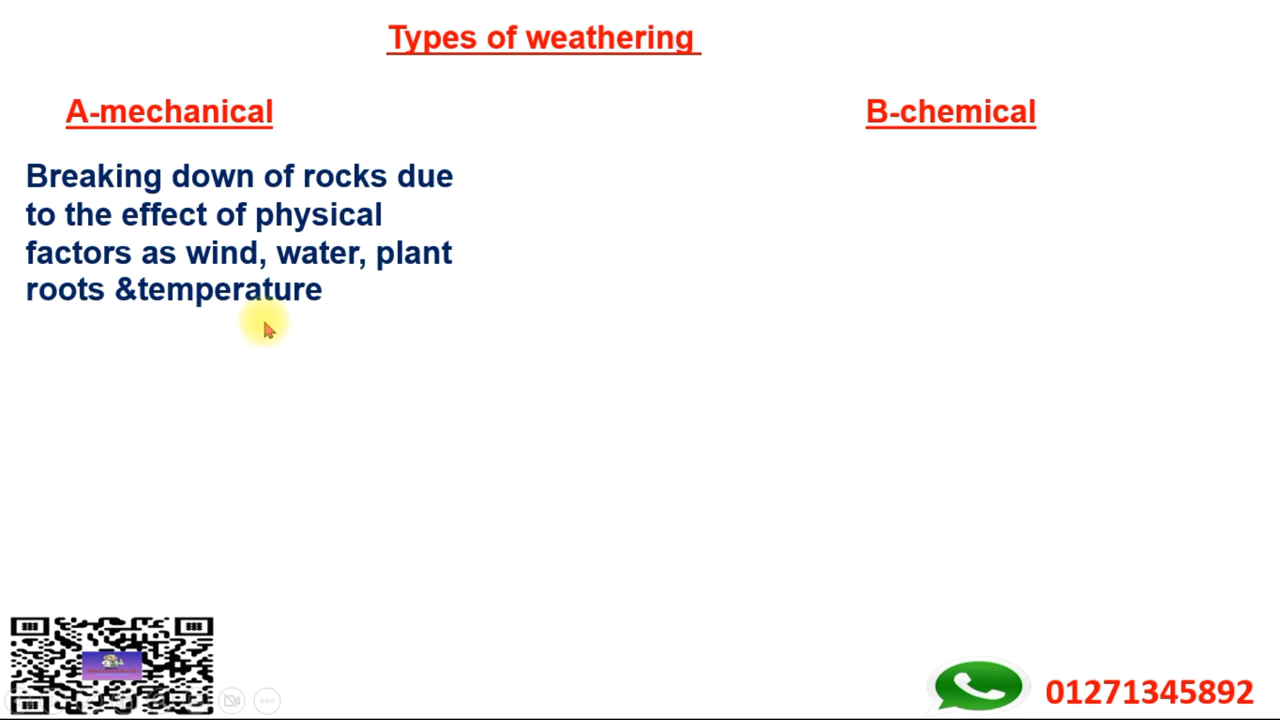 Types of weathering
A-mechanical
B-chemical
Breaking down of rocks due
to the effect of physical
factors as wind, water, plant
roots &temperature
01271345892